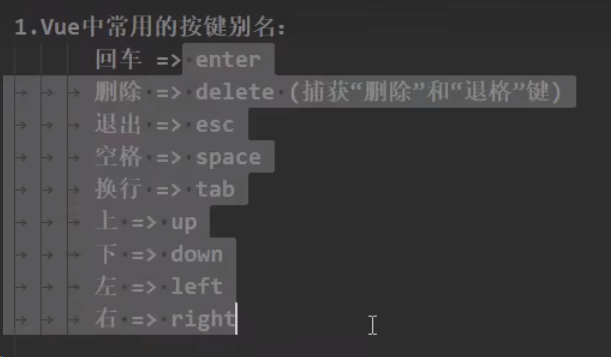 1.Vue中常用的按键别名:
回车 => enter
删除 => delete (捕获“删除”和“退格”键)
退出 => esc
空格 => space
换行 => tab
上 => up
下 => down
左 => left
右 => right